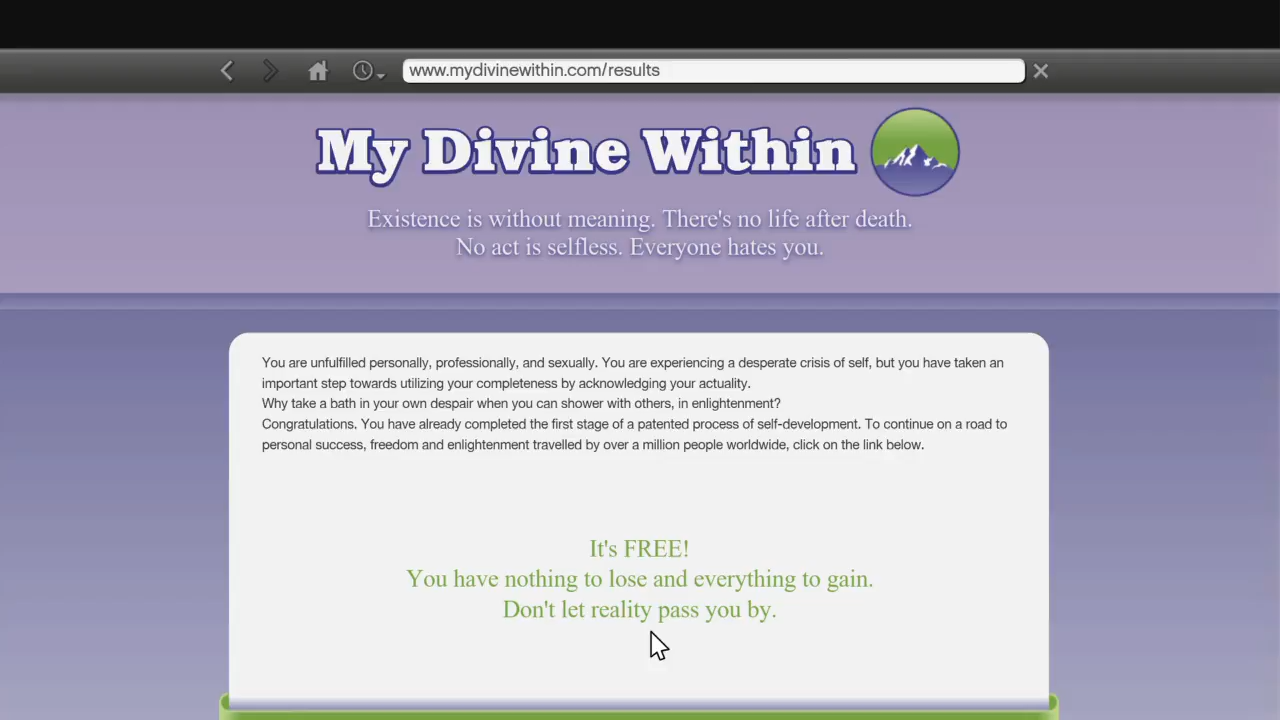 www.mydivinewithin.com/results
My Divine Within
Existence is without meaning. There's no life after death.
No act is selfless. Everyone hates you.
You are unfulfilled personally, professionally, and sexually. You are experiencing a desperate crisis of self, but you have taken an
important step towards utilizing your completeness by acknowledging your actuality.
Why take a bath in your own despair when you can shower with others, in enlightenment?
Congratulations. You have already completed the first stage of a patented process of self-development. To continue on a road to
personal success, freedom and enlightenment travelled by over a million people worldwide, click on the link below.
It's FREE!
You have nothing to lose and everything to gain.
Don't let reality pass you by.